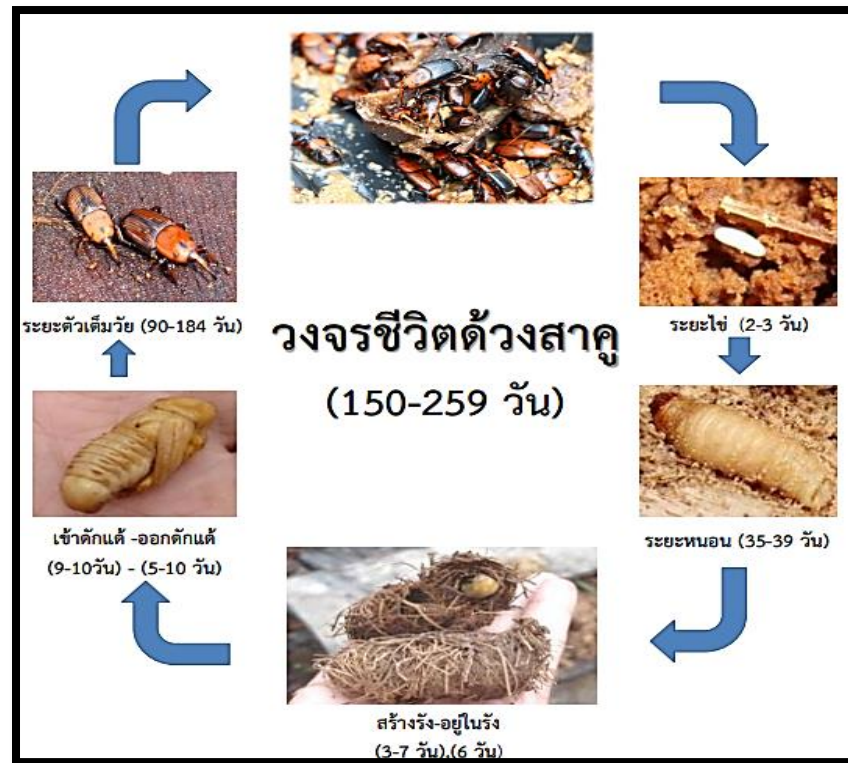 วงจรชีวิตด้วงสาคู
(150-259 วัน)
ระยะไข่ (2-3 วัน)
ระยะหนอน (35-39 วัน)
สร้างรัง-อยู่ในรัง
(3-7 วัน),(6 วัน)
เข้าดักแด้ -ออกดักแด้
(9-10วัน) - (5-10 วัน)
ระยะตัวเต็มวัย (90-184 วัน)